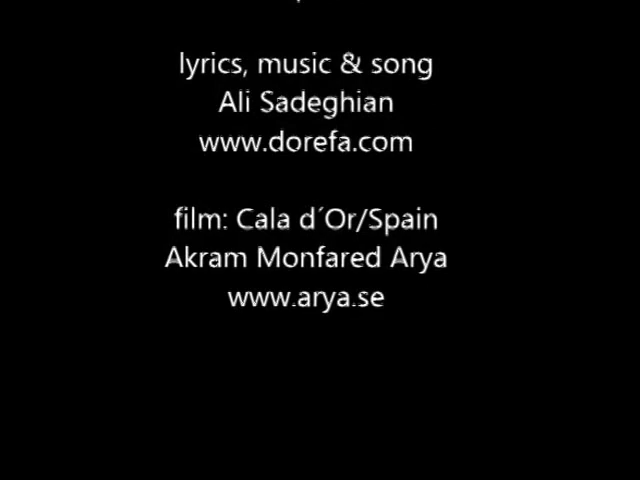 lyrics, music & song
Ali Sadeghian
www.dorefa.com
film: Cala d´Or/Spain
Akram Monfared Arya
www.arya.se